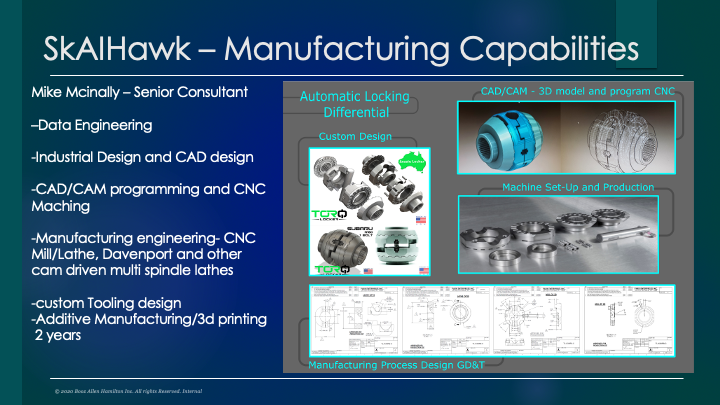 SkAIHawk – Manufacturing Capabilities
Mike Mcinally – Senior Consultant
–Data Engineering
-Industrial Design and CAD design
-CAD/CAM programming and CNC
Maching
-Manufacturing engineering- CNC
Mill/Lathe, Davenport and other
cam driven multi spindle lathes
-custom Tooling design
-Additive Manufacturing/3d printing
2 years
Automatic Locking
Differential
Custom Design
TORQ
LOCKER
SUBARU
TORQ
CAD/CAM - 3D model and program CNC
Machine Set-Up and Production
Manufacturing Process Design GD&T
© 2020 Booz Allen Hamilton Inc. All rights Reserved. Internal